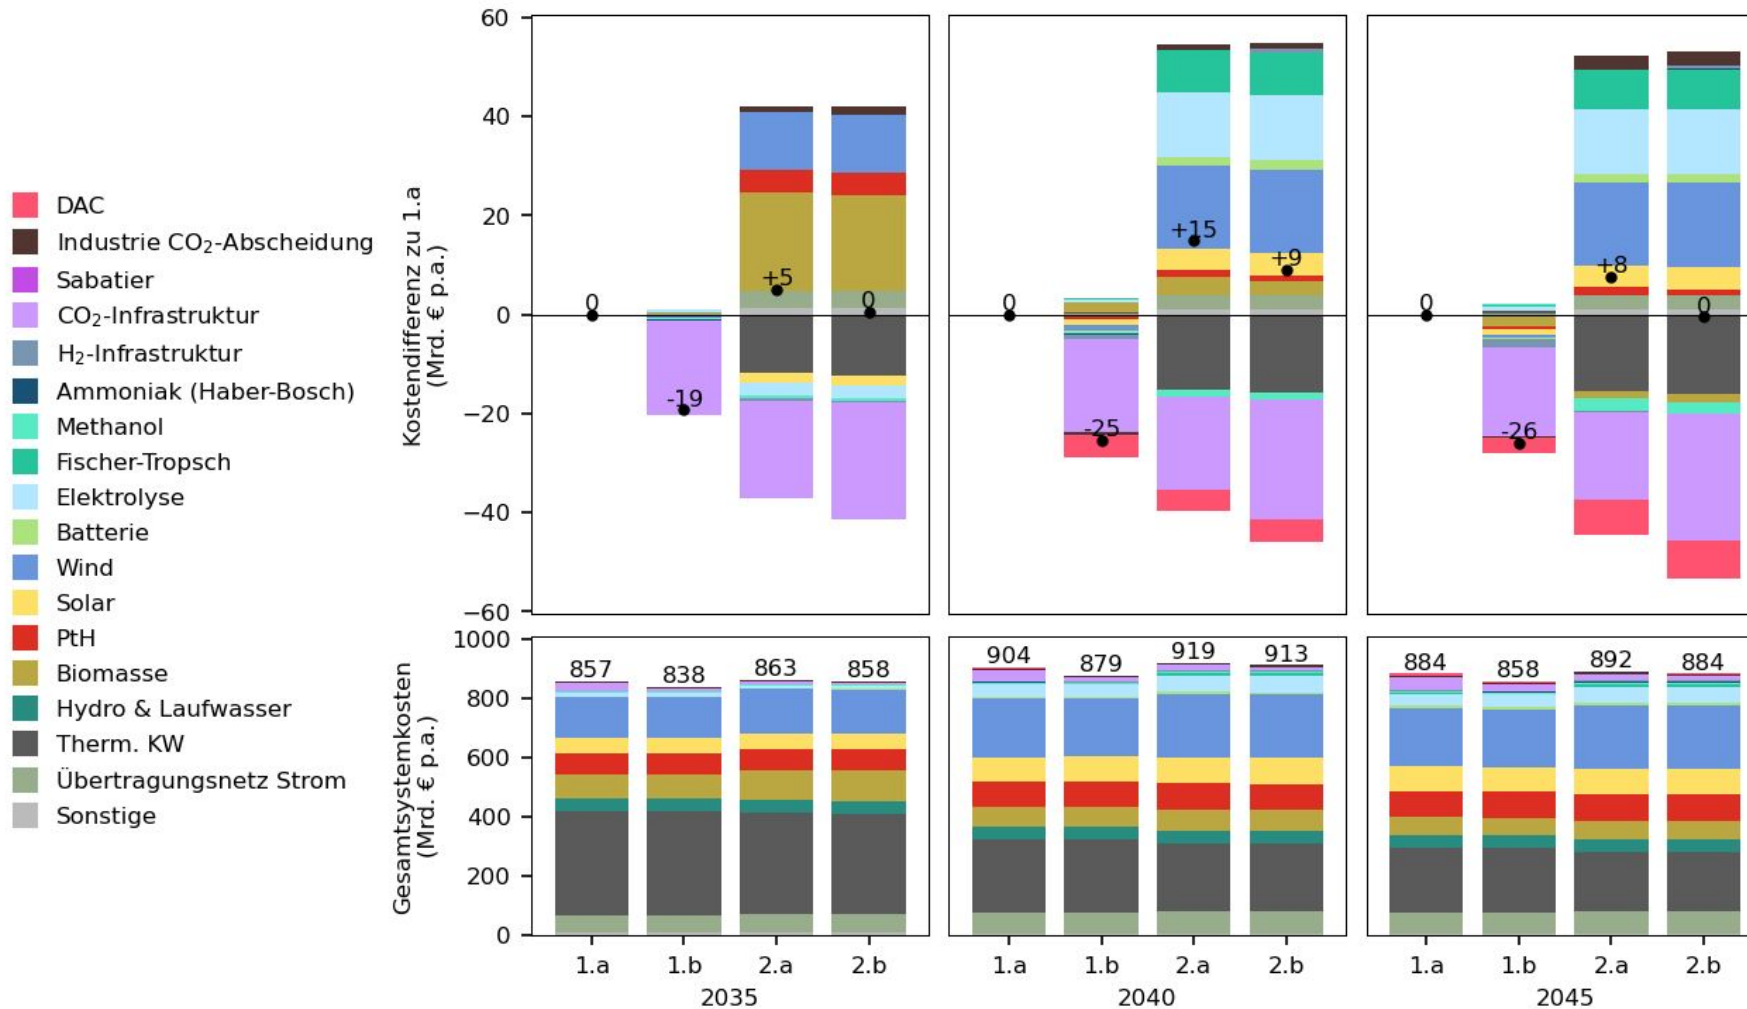 DAC
Industrie CO₂-Abscheidung
Sabatier
CO₂-Infrastruktur
H₂-Infrastruktur
Ammoniak (Haber-Bosch)
Methanol
Fischer-Tropsch
Elektrolyse
Batterie
Wind
Solar
PtH
Biomasse
Hydro & Laufwasser
Therm. KW
Übertragungsnetz Strom
Sonstige
Kostendifferenz zu 1.a
(Mrd. € p.a.)
60
40
20
0
−20
−40
−60
0
-19
+5
0
0
-25
+15
+9
0
-26
+8
0
Gesamtsystemkosten
(Mrd. € p.a.)
1000
800
600
400
200
0
857
838
863
858
904
879
919
913
884
858
892
884
1.a 1.b 2.a 2.b
2035
1.a 1.b 2.a 2.b
2040
1.a 1.b 2.a 2.b
2045